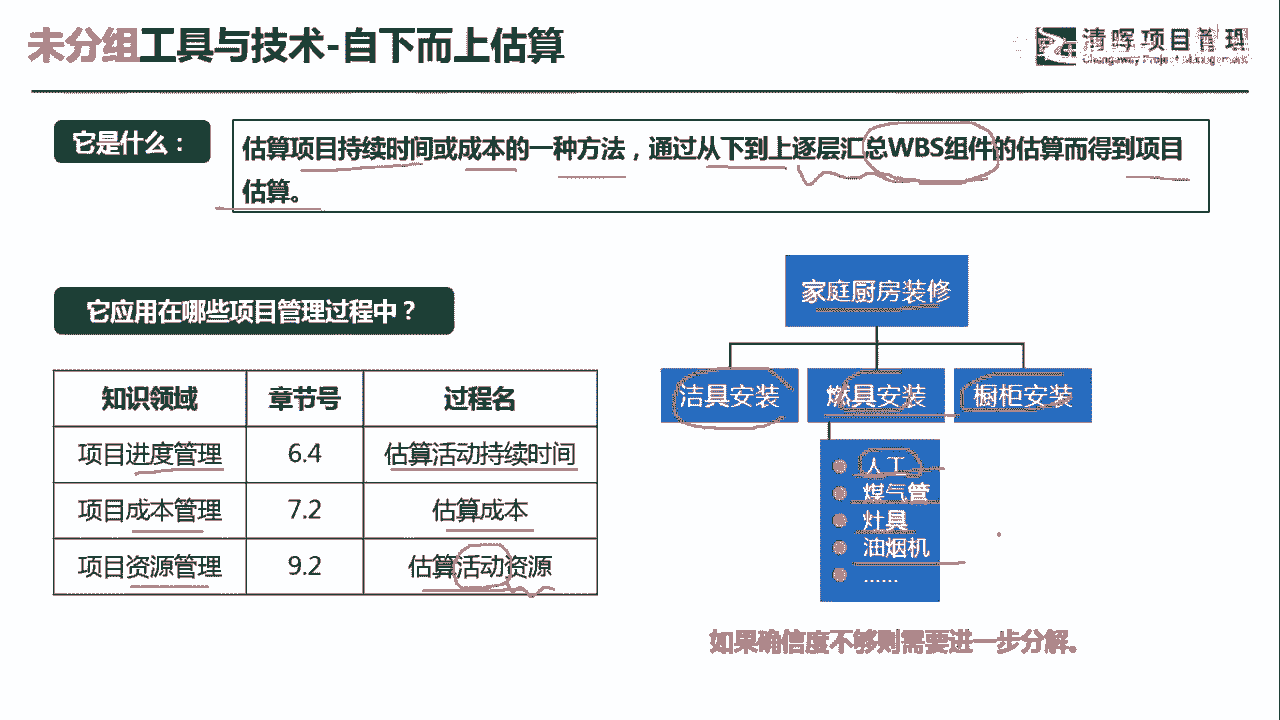 未分组工具与技术-自下而上估算
清晖项目管理
Changeway Project Management
它是什么：
估算项目持续时间或成本的一种方法，通过从下到上逐层汇总WBS组件的估算而得到项目
估算。
它应用在哪些项目管理过程中？
知识领域 章节号 过程名
项目进度管理 6.4 估算活动持续时间
项目成本管理 7.2 估算成本
项目资源管理 9.2 估算活动资源
家庭厨房装修
洁具安装 燃具安装 橱柜安装
人工
煤气管
灶具
油烟机
......
如果确信度不够则需要进一步分解。